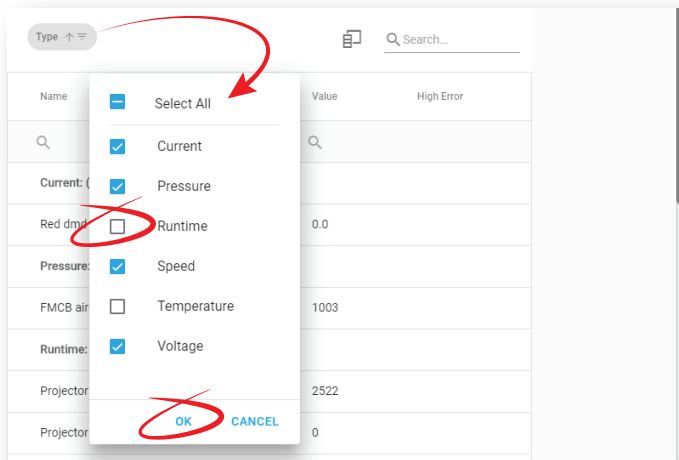 Type
Search...
Name
Value
High Error
Select All
Current
Pressure
Runtime
Speed
Temperature
Voltage
OK
CANCEL
Current: (
Red dmd
0.0
Pressure:
FMCB air
1003
Runtime:
Projector
2522
Projector
0